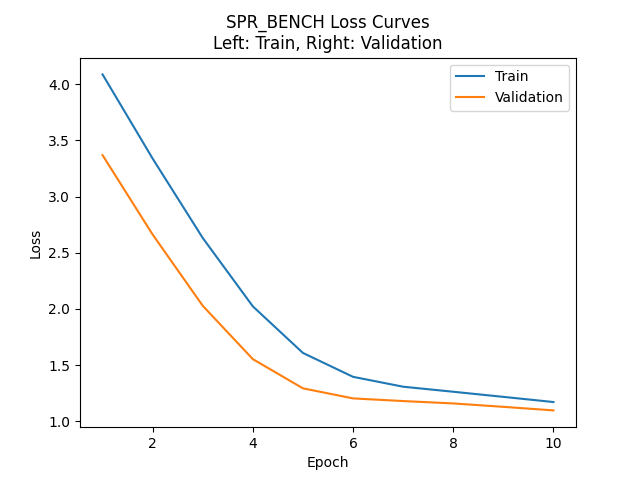 SPR_BENCH Loss Curves
Left: Train, Right: Validation
Train
Validation
4.0
3.5
3.0
2.5
2.0
1.5
1.0
Loss
2
4
6
8
10
Epoch